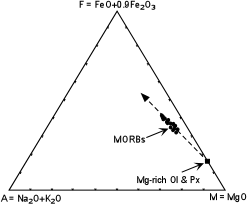 F = FeO+0.9Fe₂O₃
MORBs
Mg-rich Ol & Px
A = Na₂O+K₂O
M = MgO